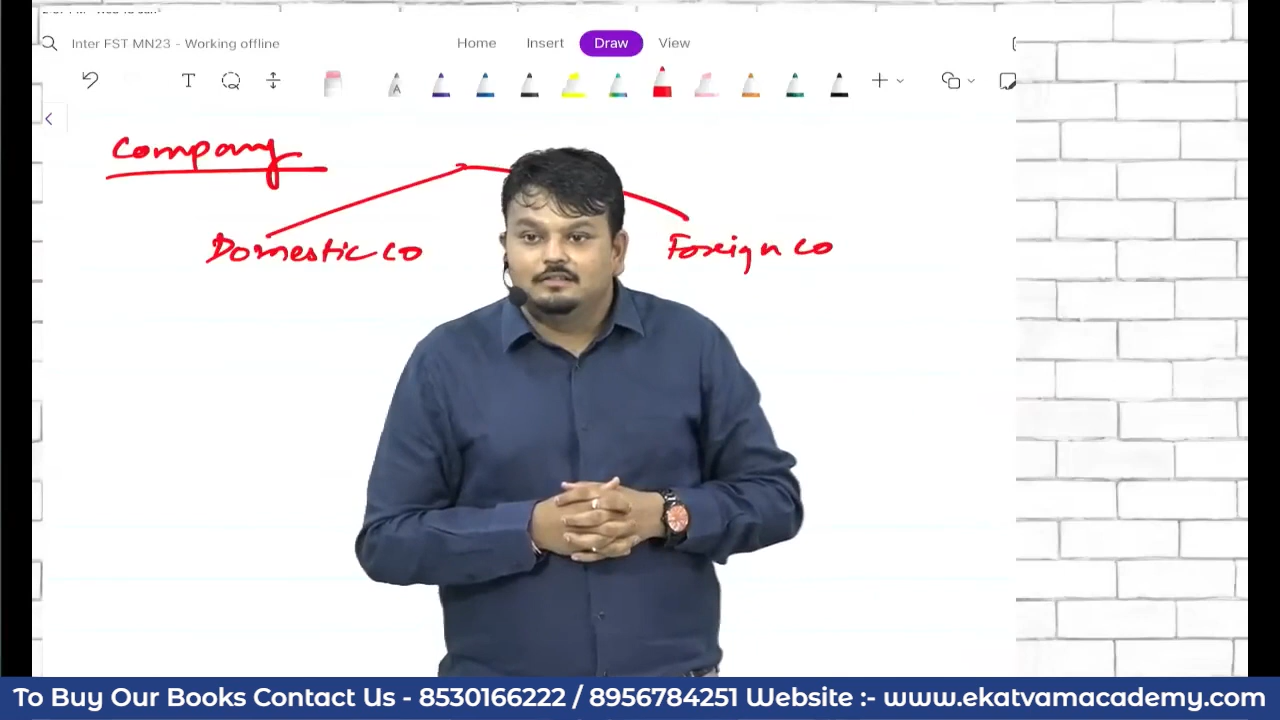 Inter FST MN23 - Working offline
Home Insert Draw View
T
A
Company
Domestic co
Foreign co
To Buy Our Books Contact Us - 8530166222 / 8956784251 Website :- www.ekatvamacademy.com